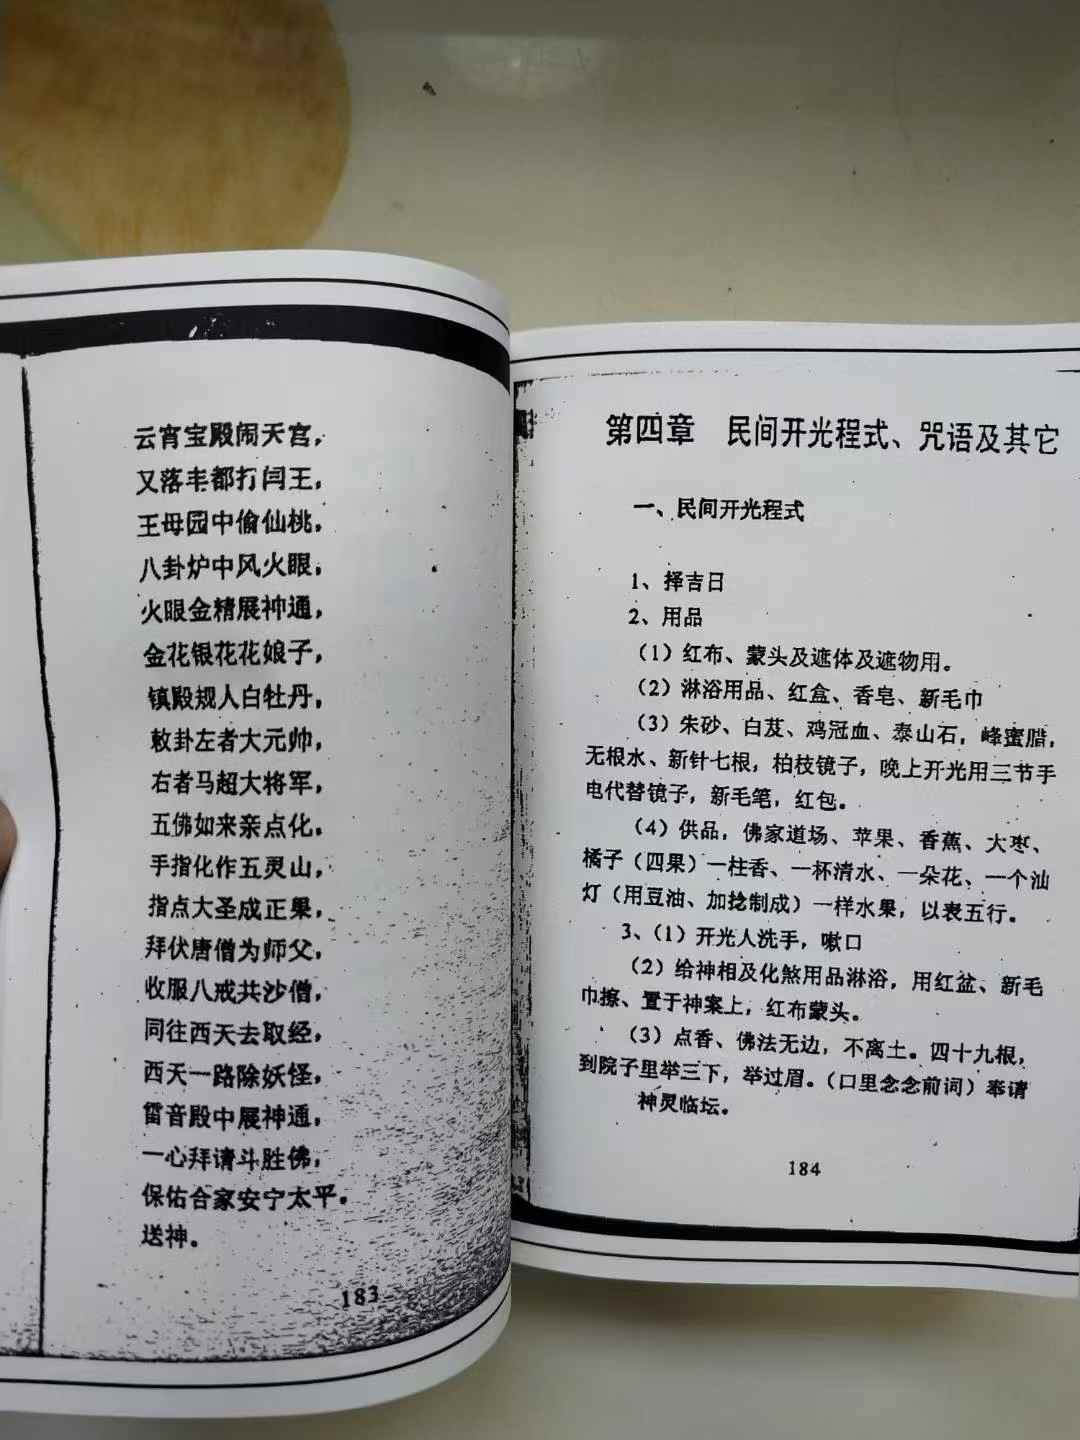 云宵宝殿闹天宫，
又落丰都打闫王，
王母园中偷仙桃，
八卦炉中风火眼，
火眼金精展神通，
金花银花花娘子，
镇殿规人白牡丹，
敕卦左者大元帅，
右者马超大将军，
五佛如来亲点化，
手指化作五灵山，
指点大圣成正果，
拜伏唐僧为师父，
收服八戒共沙僧，
同往西天去取经，
西天一路除妖怪，
雷音殿中展神通，
一心拜请斗胜佛，
保佑合家安宁太平。
送神。
183
第四章 民间开光程式、咒语及其它
一、民间开光程式
1、择吉日
2、用品
（1）红布、蒙头及遮体及遮物用。
（2）淋浴用品、红盆、香皂、新毛巾
（3）朱砂、白芨、鸡冠血、泰山石，峰蜜腊，
无根水、新针七根，柏枝镜子，晚上开光用三节手
电代替镜子，新毛笔，红包。
（4）供品，佛家道场、苹果、香蕉、大枣、
橘子（四果）一柱香、一杯清水、一朵花、一个油
灯（用豆油、加捻制成）一样水果，以表五行。
3、（1）开光人洗手，嗽口
（2）给神相及化煞用品淋浴，用红盆、新毛
巾擦、置于神案上，红布蒙头。
（3）点香、佛法无边，不离土。四十九根，
到院子里举三下，举过眉。（口里念念前词）奉请
神灵临坛。
184